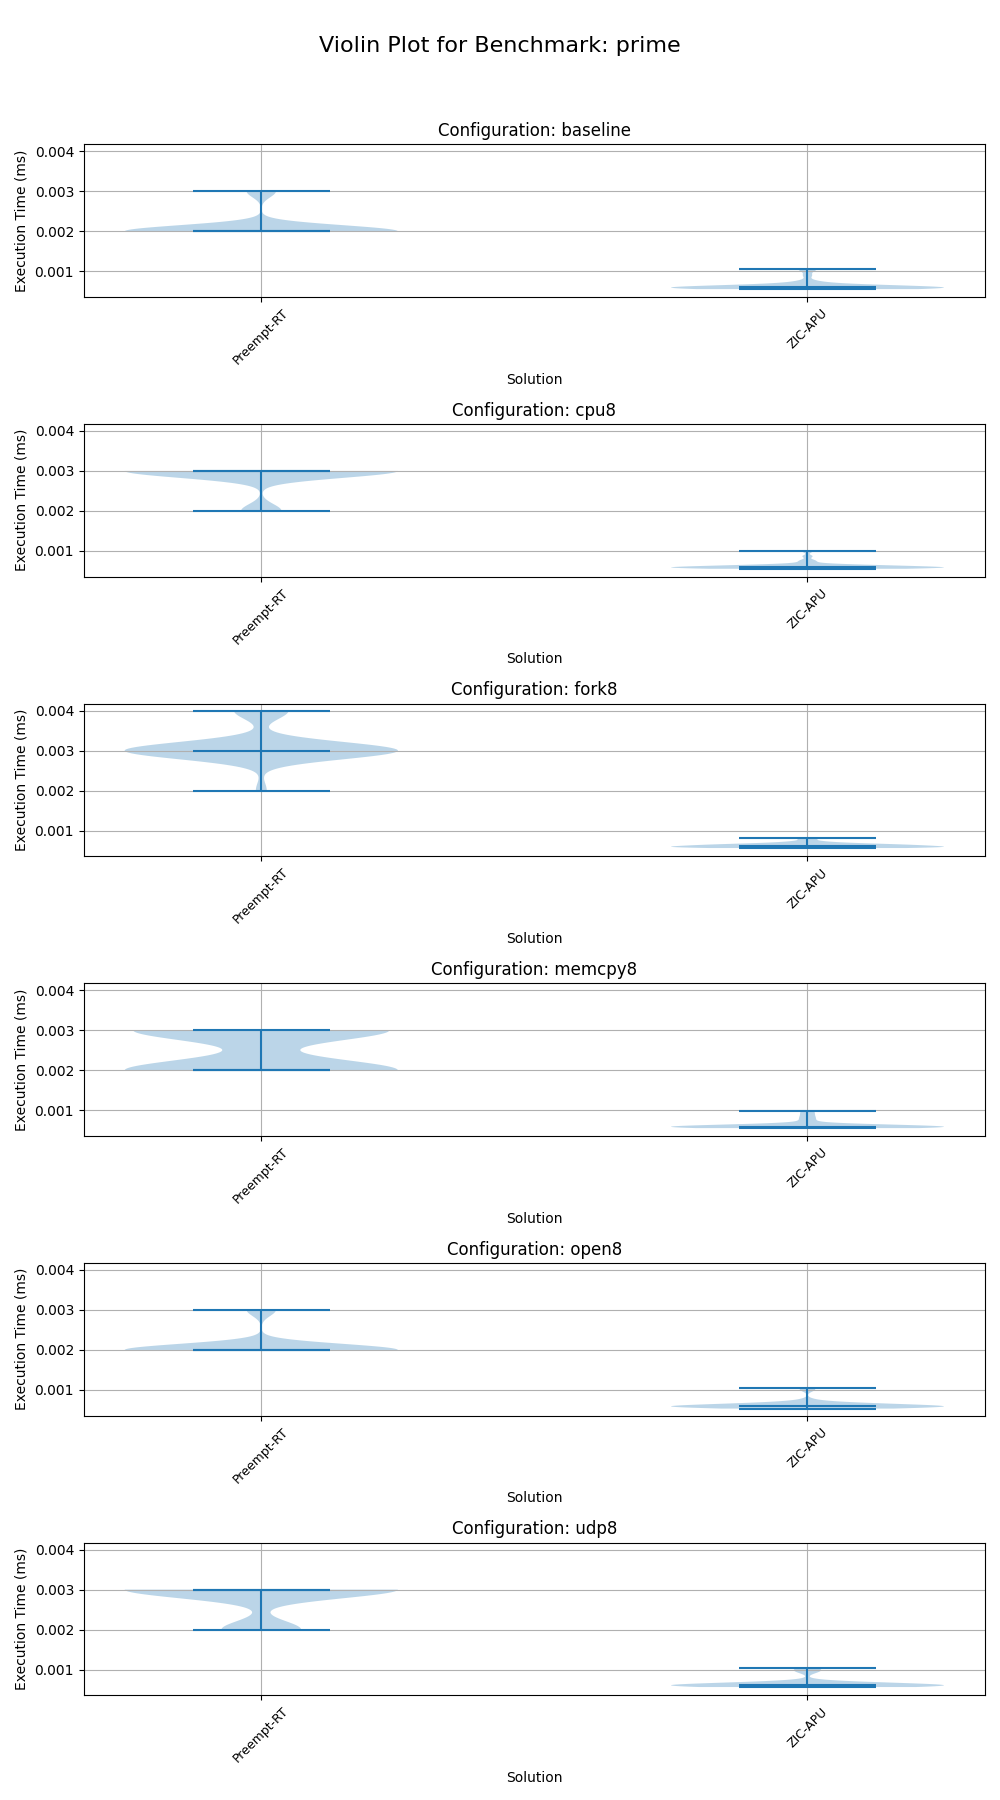 Violin Plot for Benchmark: prime
Configuration: baseline
Execution Time (ms)
0.004
0.003
0.002
0.001
Preempt-RT
ZIC-APU
Solution
Configuration: cpu8
Execution Time (ms)
0.004
0.003
0.002
0.001
Preempt-RT
ZIC-APU
Solution
Configuration: fork8
Execution Time (ms)
0.004
0.003
0.002
0.001
Preempt-RT
ZIC-APU
Solution
Configuration: memcpy8
Execution Time (ms)
0.004
0.003
0.002
0.001
Preempt-RT
ZIC-APU
Solution
Configuration: open8
Execution Time (ms)
0.004
0.003
0.002
0.001
Preempt-RT
ZIC-APU
Solution
Configuration: udp8
Execution Time (ms)
0.004
0.003
0.002
0.001
Preempt-RT
ZIC-APU
Solution